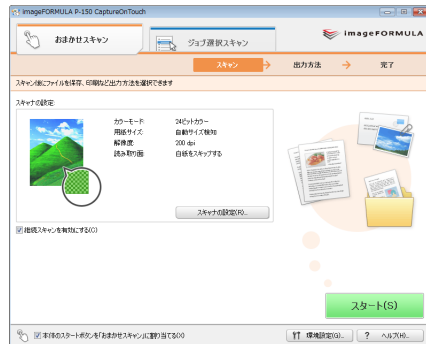 imageFORMULA P-150 CaptureOnTouch
おまかせスキャン
ジョブ選択スキャン
imageFORMULA
スキャン
出力方法
完了
スキャン後にファイルを保存、印刷など出力方法を選択できます
スキャナの設定
カラーモード 24ビットカラー
用紙サイズ 自動サイズ検知
解像度 200 dpi
読み取り面 白紙をスキップする
スキャナの設定(R)...
継続スキャンを有効にする(C)
スタート(S)
本体のスタートボタンを「おまかせスキャン」に割り当てる(X)
環境設定(G)...
? ヘルプ(H)...